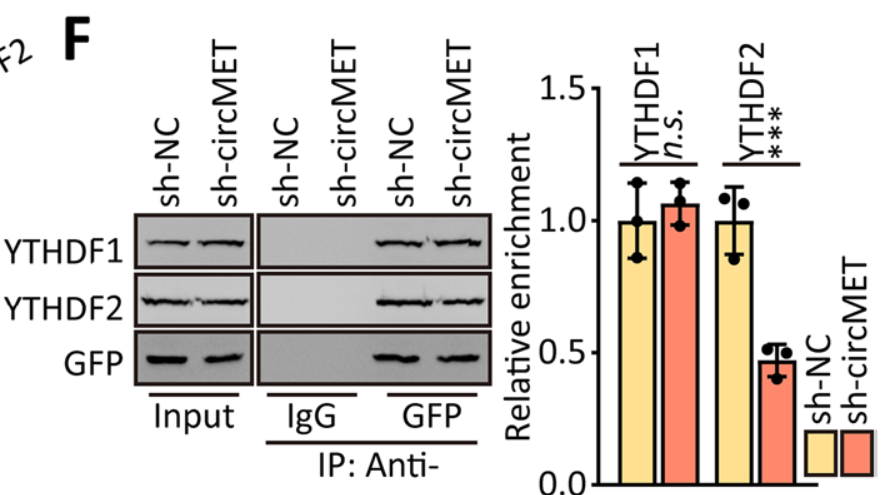 F2
F
sh-NC
sh-circMET
sh-NC
sh-circMET
sh-NC
sh-circMET
YTHDF1
YTHDF2
GFP
Input
IgG
GFP
IP: Anti-
Relative enrichment
1.5
1.0
0.5
0.0
YTHDF1
n.s.
YTHDF2
***
sh-NC
sh-circMET